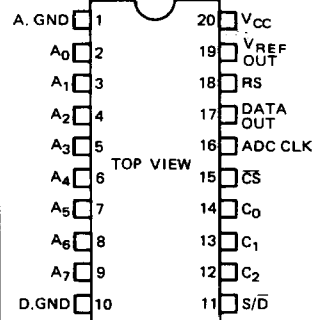 A. GND 1 20 VCC
A0 2 19 VREF OUT
A1 3 18 RS
A2 4 17 DATA OUT
A3 5 16 ADC CLK
TOP VIEW
A4 6 15 C̅S̅
A5 7 14 C0
A6 8 13 C1
A7 9 12 C2
D.GND 10 11 S/D̅